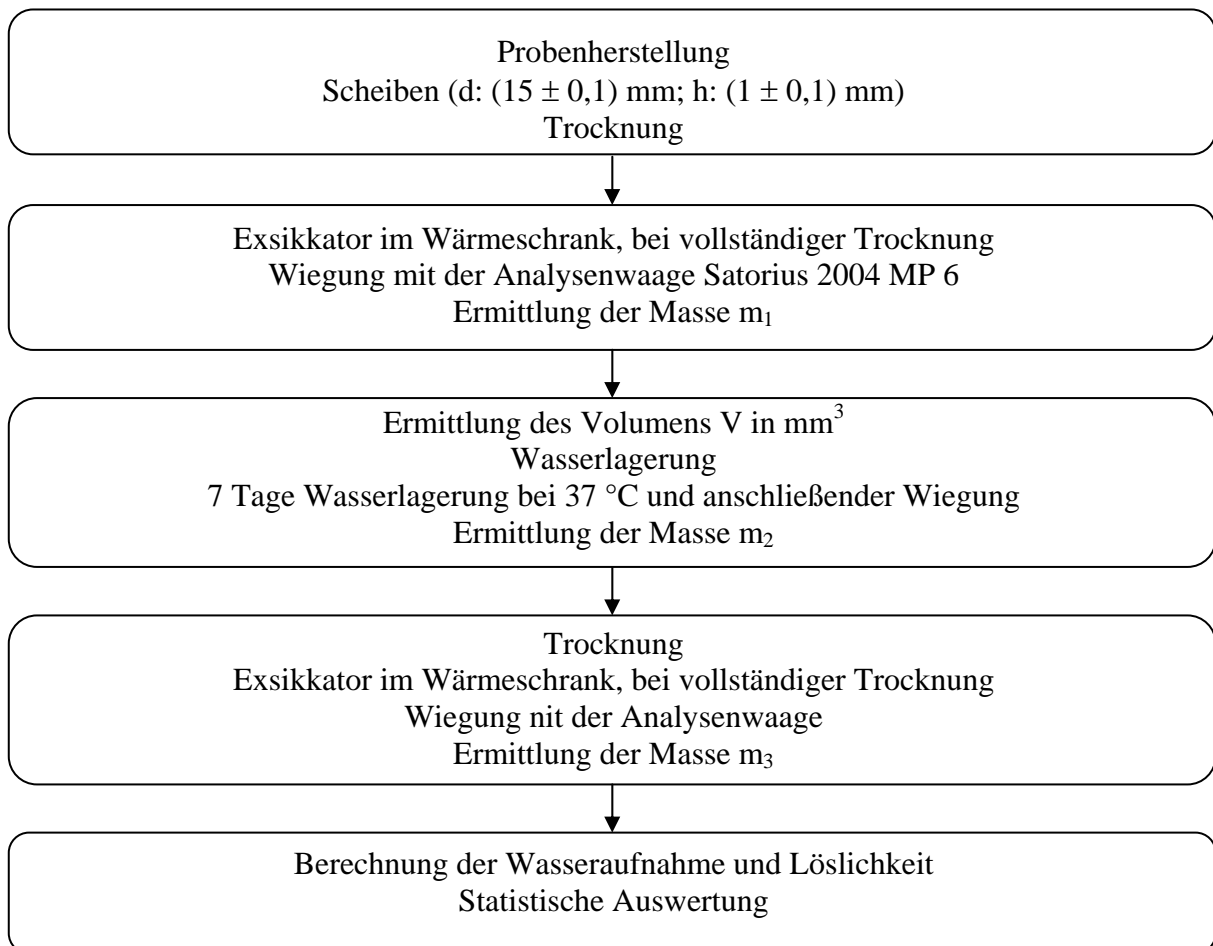 Probenherstellung
Scheiben (d: (15 ± 0,1) mm; h: (1 ± 0,1) mm)
Trocknung
Exsikkator im Wärmeschrank, bei vollständiger Trocknung
Wiegung mit der Analysenwaage Satorius 2004 MP 6
Ermittlung der Masse m₁
Ermittlung des Volumens V in mm³
Wasserlagerung
7 Tage Wasserlagerung bei 37 °C und anschließender Wiegung
Ermittlung der Masse m₂
Trocknung
Exsikkator im Wärmeschrank, bei vollständiger Trocknung
Wiegung nit der Analysenwaage
Ermittlung der Masse m₃
Berechnung der Wasseraufnahme und Löslichkeit
Statistische Auswertung